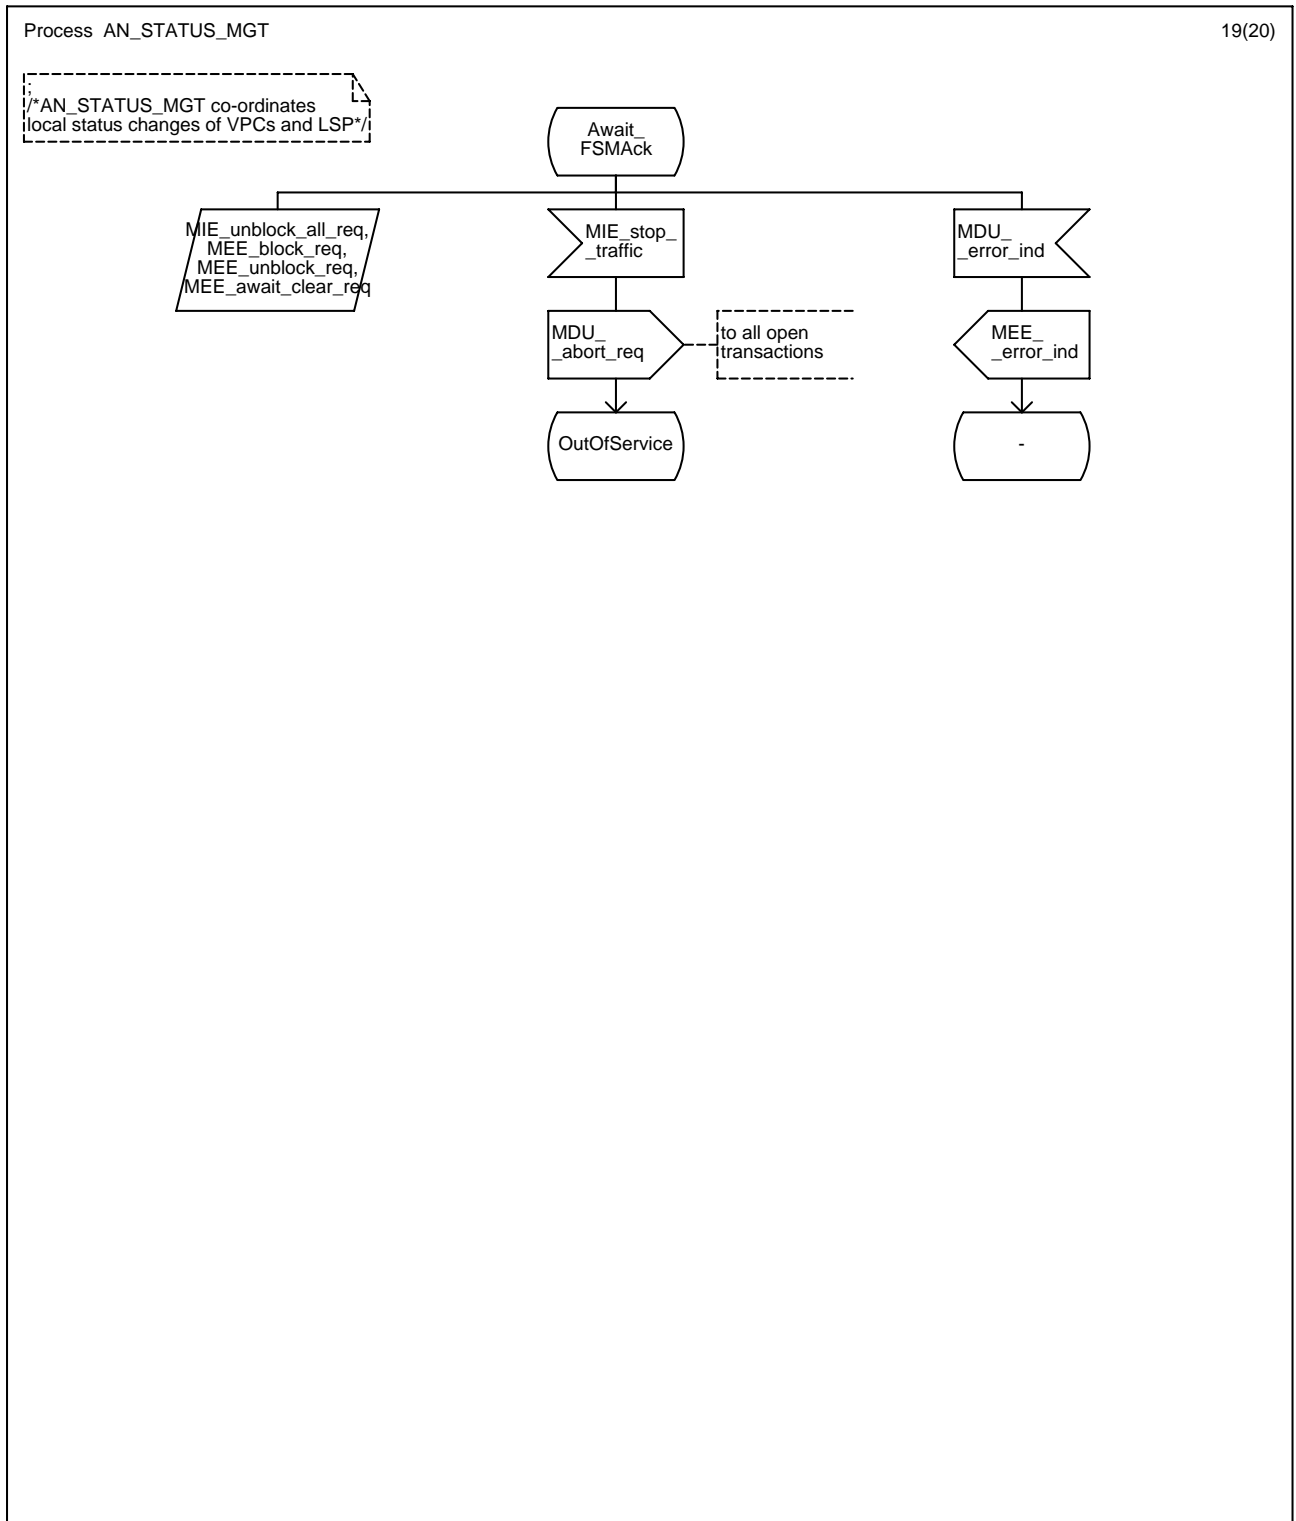 Process AN_STATUS_MGT
19(20)
;
/*AN_STATUS_MGT co-ordinates
local status changes of VPCs and LSP*/
Await_
FSMAck
MIE_unblock_all_req,
MEE_block_req,
MEE_unblock_req,
MEE_await_clear_req
MIE_stop_
_traffic
MDU_
_error_ind
MDU_
_abort_req
to all open
transactions
MEE_
_error_ind
OutOfService
-